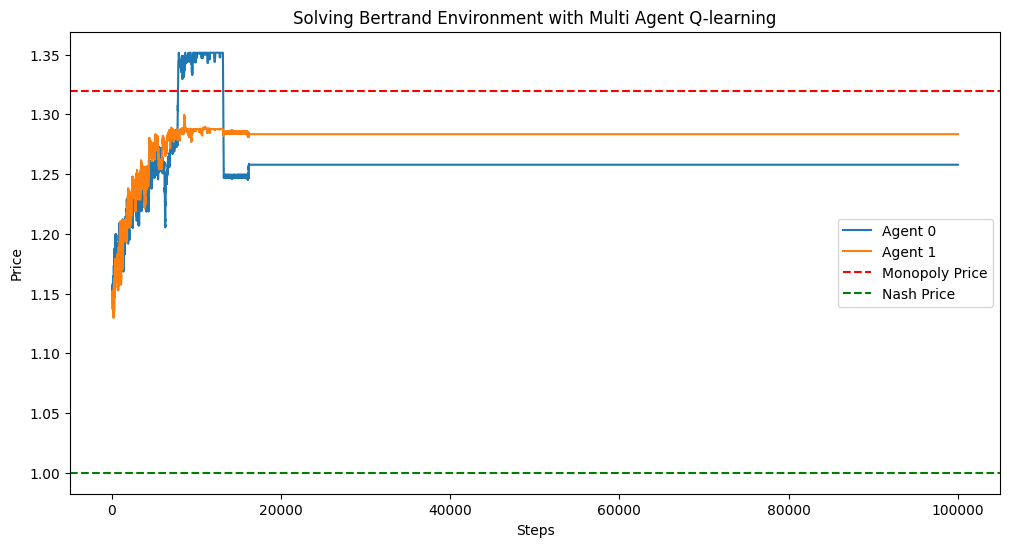 Solving Bertrand Environment with Multi Agent Q-learning
1.35
1.30
1.25
1.20
1.15
1.10
1.05
1.00
Price
Agent 0
Agent 1
Monopoly Price
Nash Price
0
20000
40000
60000
80000
100000
Steps